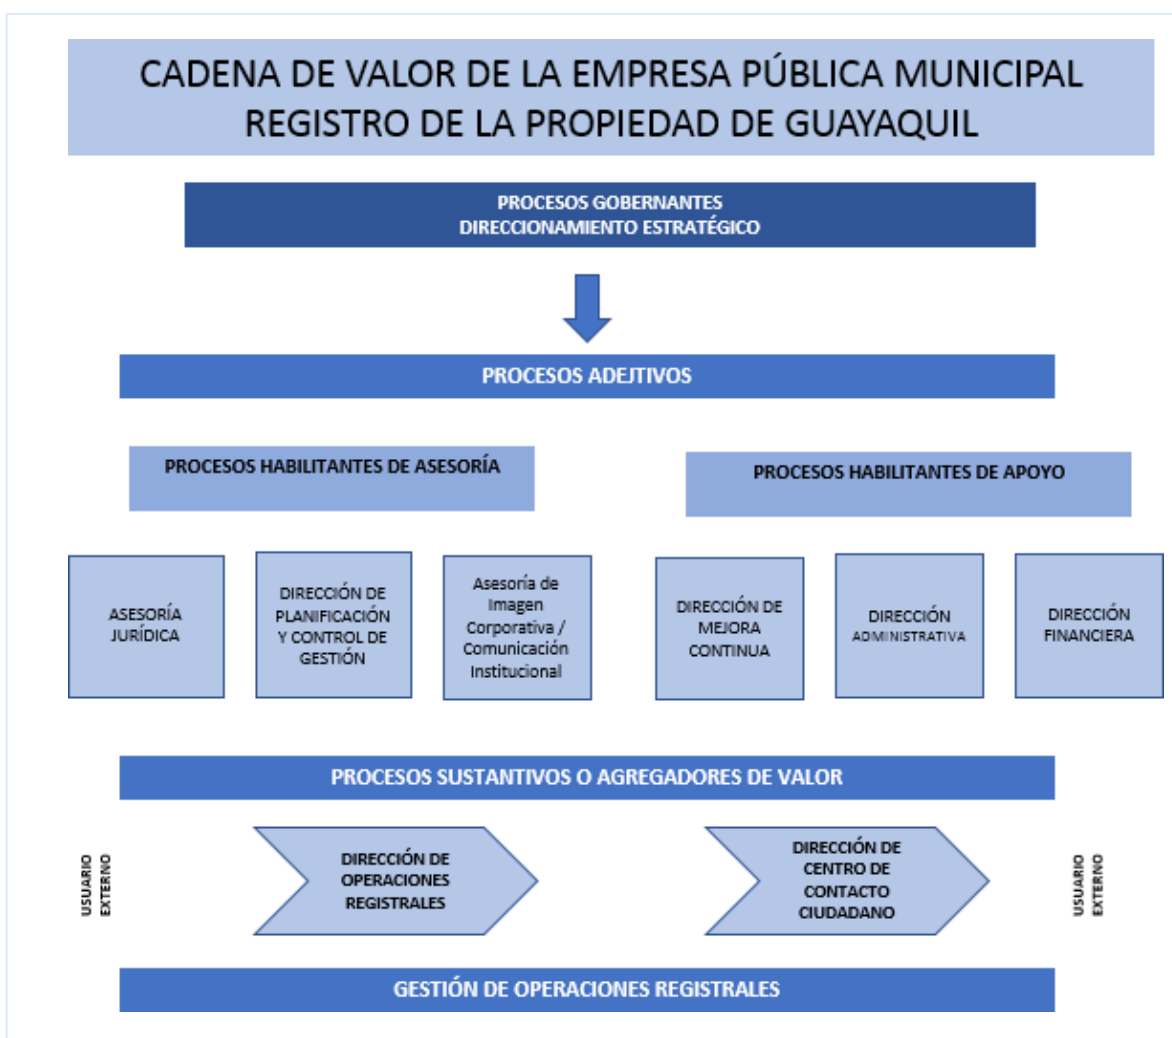 CADENA DE VALOR DE LA EMPRESA PÚBLICA MUNICIPAL
REGISTRO DE LA PROPIEDAD DE GUAYAQUIL
PROCESOS GOBERNANTES
DIRECCIONAMIENTO ESTRATÉGICO
PROCESOS ADEJTIVOS
PROCESOS HABILITANTES DE ASESORÍA
PROCESOS HABILITANTES DE APOYO
ASESORÍA
JURÍDICA
DIRECCIÓN DE
PLANIFICACIÓN
Y CONTROL DE
GESTIÓN
Asesoría de
Imagen
Corporativa /
Comunicación
Institucional
DIRECCIÓN DE
MEJORA
CONTINUA
DIRECCIÓN
ADMINISTRATIVA
DIRECCIÓN
FINANCIERA
PROCESOS SUSTANTIVOS O AGREGADORES DE VALOR
USUARIO
EXTERNO
DIRECCIÓN DE
OPERACIONES
REGISTRALES
DIRECCIÓN DE
CENTRO DE
CONTACTO
CIUDADANO
USUARIO
EXTERNO
GESTIÓN DE OPERACIONES REGISTRALES